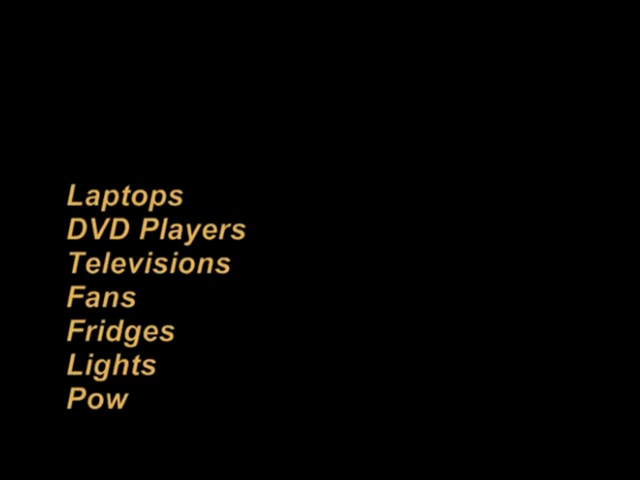 Laptops
DVD Players
Televisions
Fans
Fridges
Lights
Pow